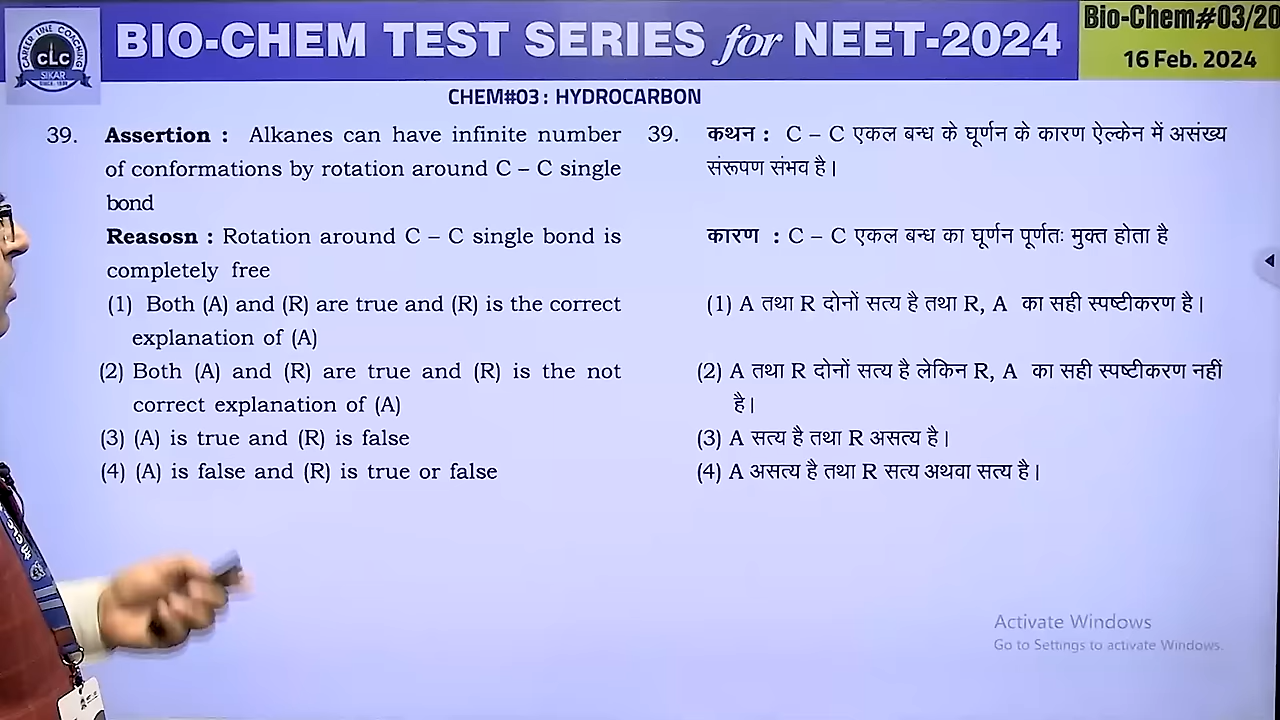 CAREER LINE COACHING
CLC
SIKAR
BIO-CHEM TEST SERIES for NEET-2024
Bio-Chem#03/20
16 Feb. 2024
CHEM#03 : HYDROCARBON
39. Assertion : Alkanes can have infinite number
of conformations by rotation around C – C single
bond
Reasosn : Rotation around C – C single bond is
completely free
(1) Both (A) and (R) are true and (R) is the correct
explanation of (A)
(2) Both (A) and (R) are true and (R) is the not
correct explanation of (A)
(3) (A) is true and (R) is false
(4) (A) is false and (R) is true or false
39. कथन : C – C एकल बन्ध के घूर्णन के कारण ऐल्केन में असंख्य
संरूपण संभव है।
कारण : C – C एकल बन्ध का घूर्णन पूर्णतः मुक्त होता है
(1) A तथा R दोनों सत्य है तथा R, A का सही स्पष्टीकरण है।
(2) A तथा R दोनों सत्य है लेकिन R, A का सही स्पष्टीकरण नहीं
है।
(3) A सत्य है तथा R असत्य है।
(4) A असत्य है तथा R सत्य अथवा सत्य है।
Activate Windows
Go to Settings to activate Windows.